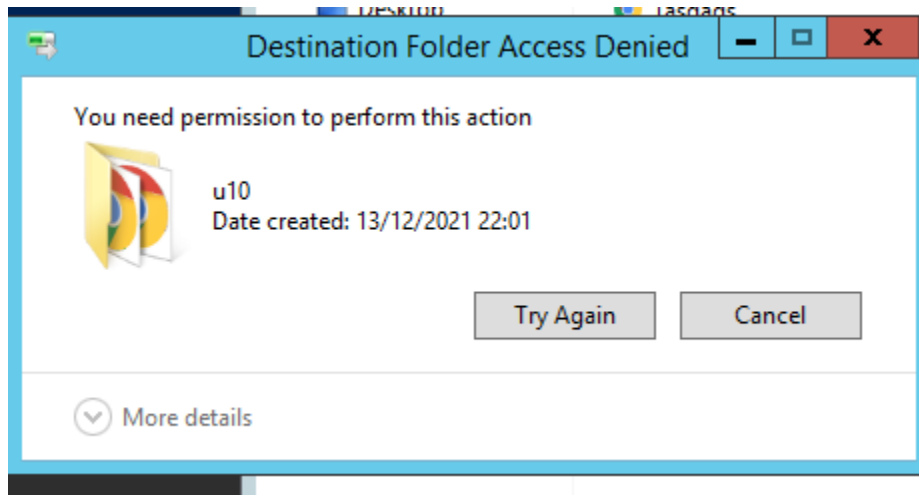 Desktop
Destination Folder Access Denied
You need permission to perform this action
u10
Date created: 13/12/2021 22:01
Try Again
Cancel
More details